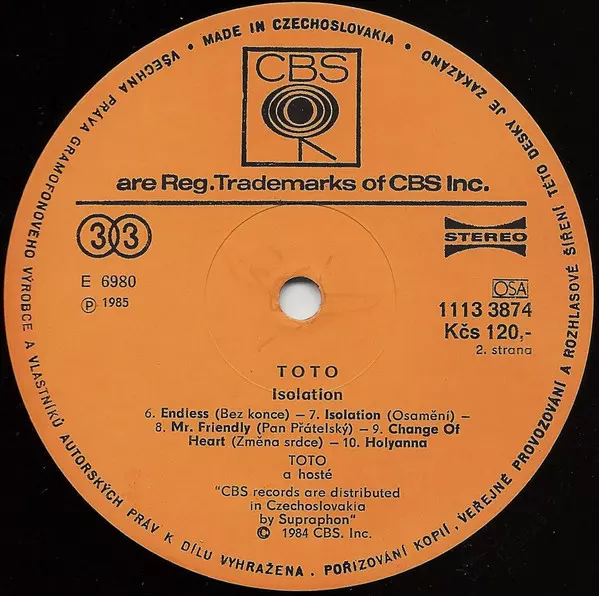 VŠECHNA PRÁVA GRAMOFONOVÉHO VÝROBCE A VLASTNÍKŮ AUTORSKÝCH PRÁV K DÍLU VYHRAŽENA . POŘIZOVÁNÍ KOPIÍ , VEŘEJNÉ PROVOZOVÁNÍ A ROZHLASOVÉ ŠÍŘENÍ TÉTO DESKY JE ZAKÁZÁNO
• MADE IN CZECHOSLOVAKIA •
CBS
are Reg.Trademarks of CBS Inc.
33
STEREO
E 6980
℗ 1985
OSA
1113 3874
Kčs 120,-
2. strana
TOTO
Isolation
6. Endless (Bez konce) – 7. Isolation (Osamění) –
8. Mr. Friendly (Pan Přátelský) – 9. Change Of
Heart (Změna srdce) – 10. Holyanna
TOTO
a hosté
"CBS records are distributed
in Czechoslovakia
by Supraphon"
© 1984 CBS. Inc.